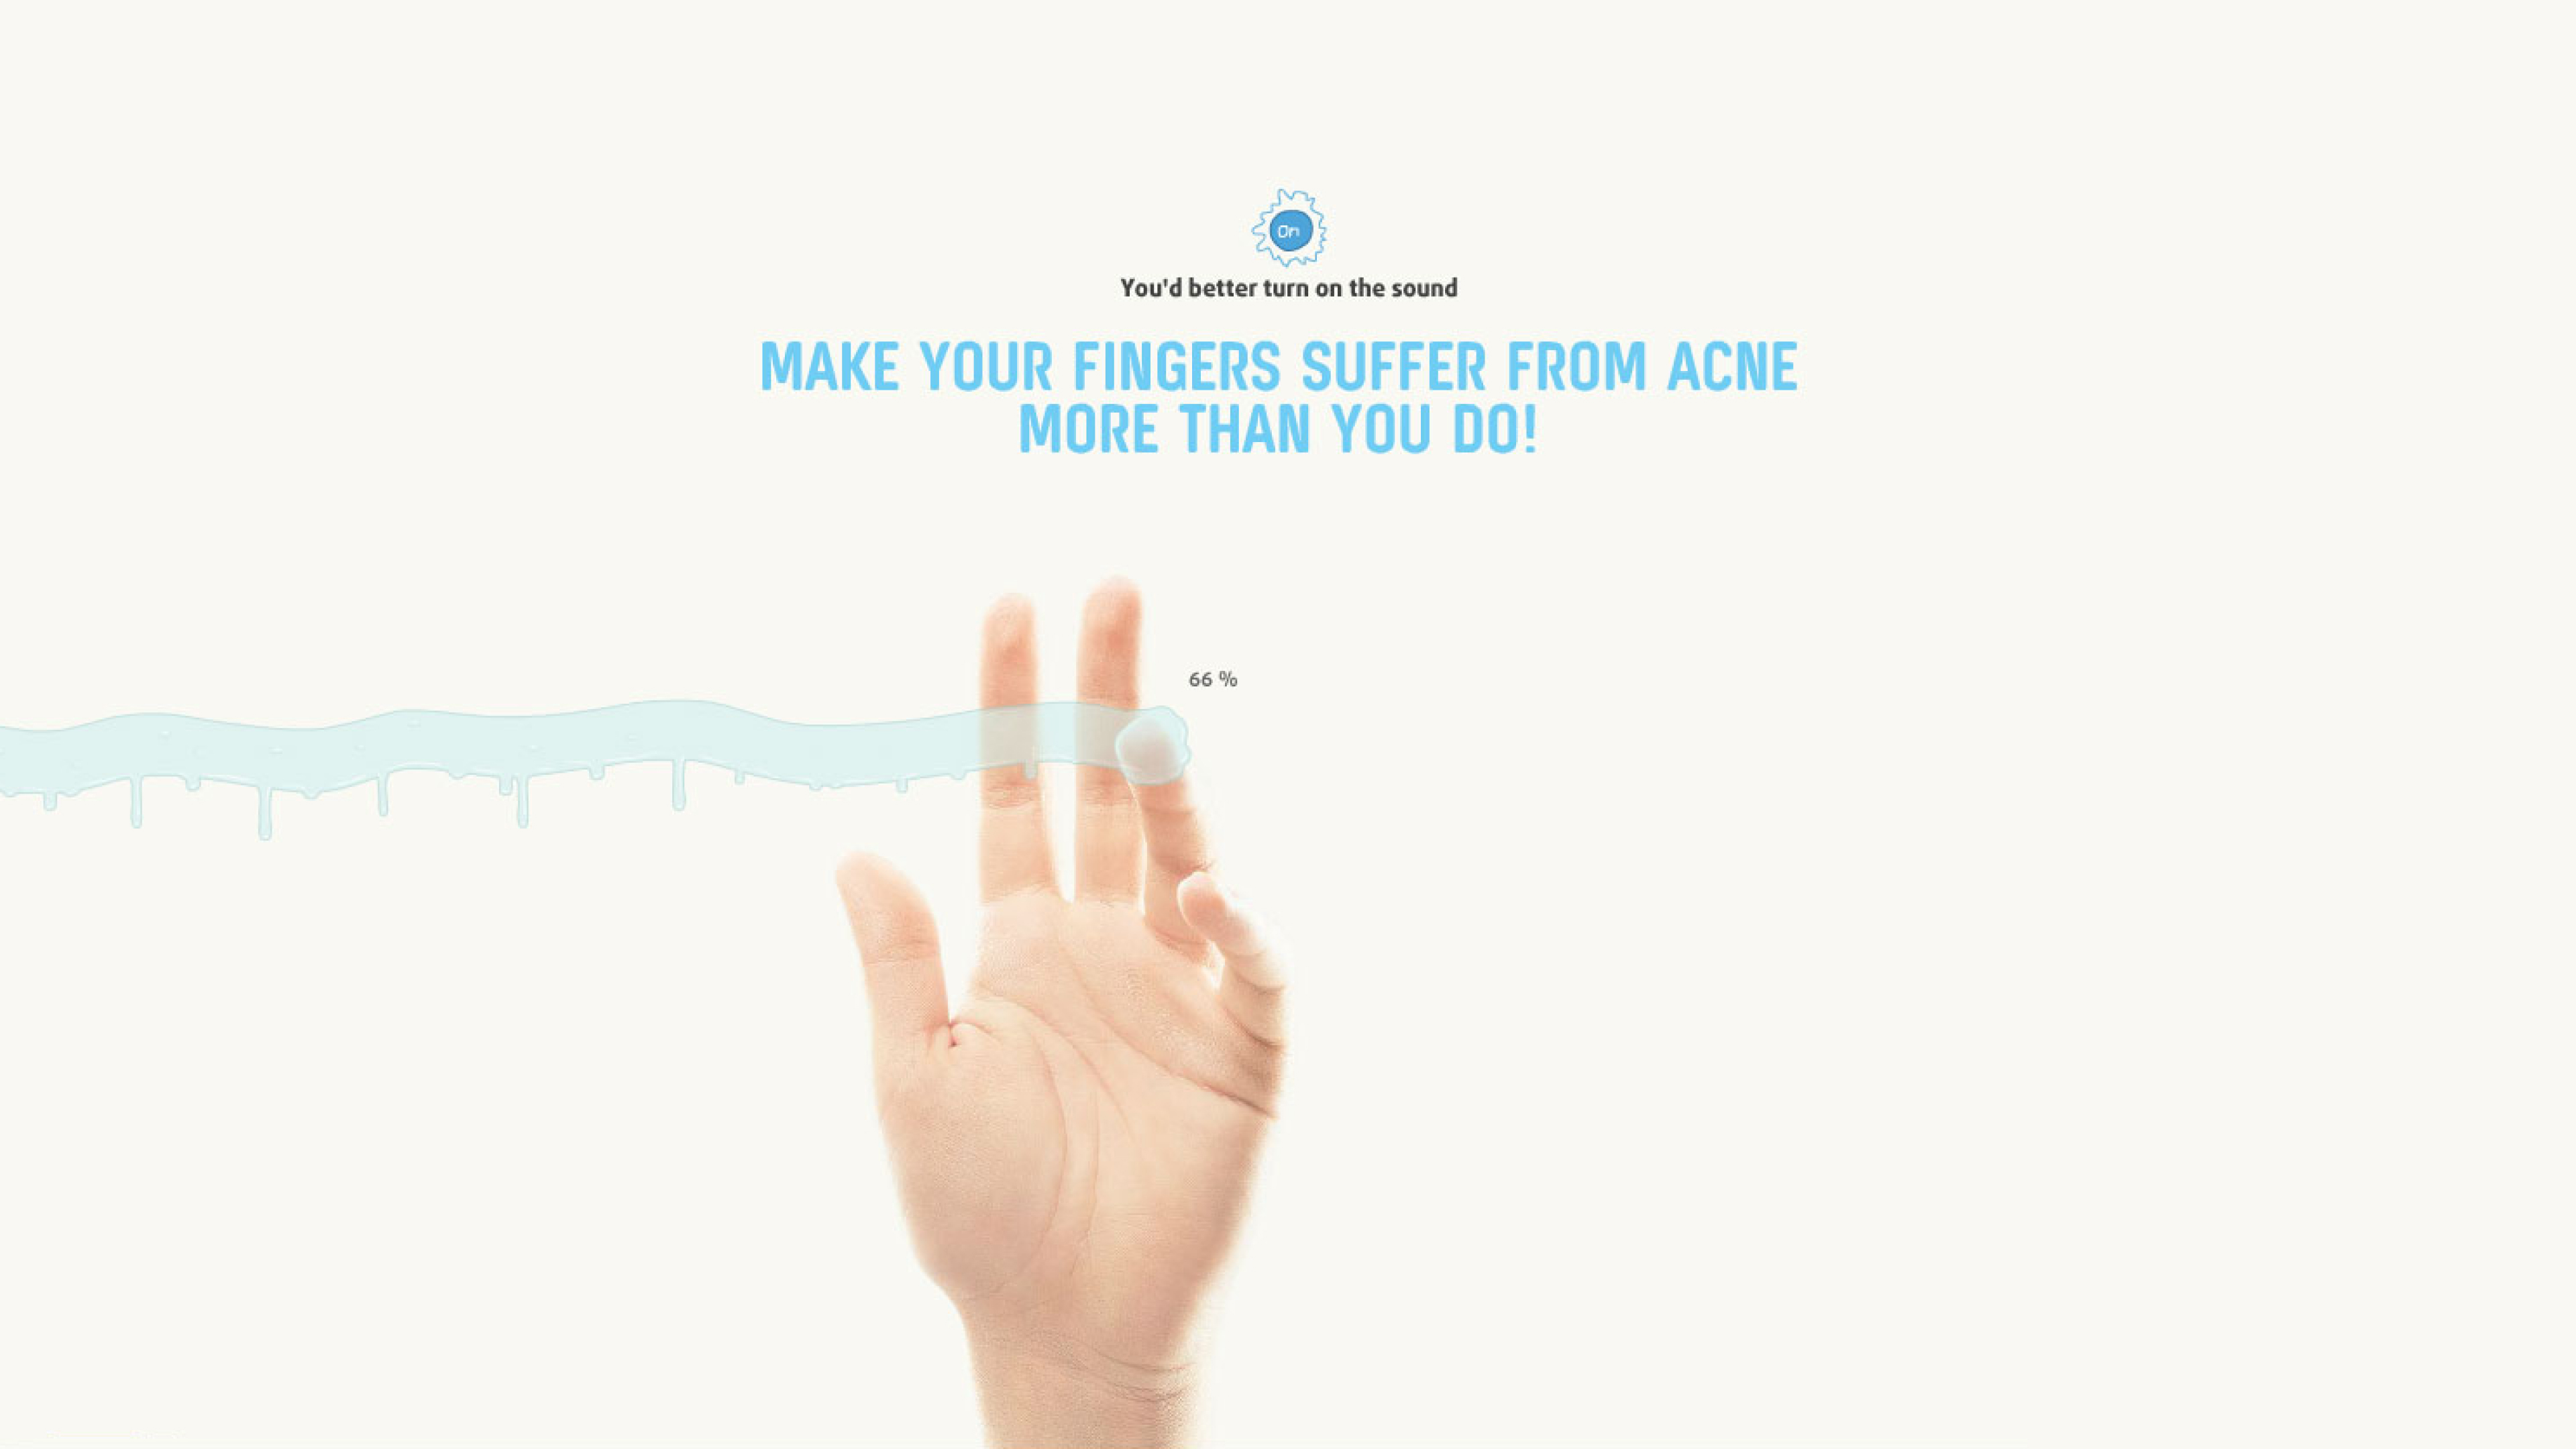 On
You'd better turn on the sound
MAKE YOUR FINGERS SUFFER FROM ACNE
MORE THAN YOU DO!
66 %